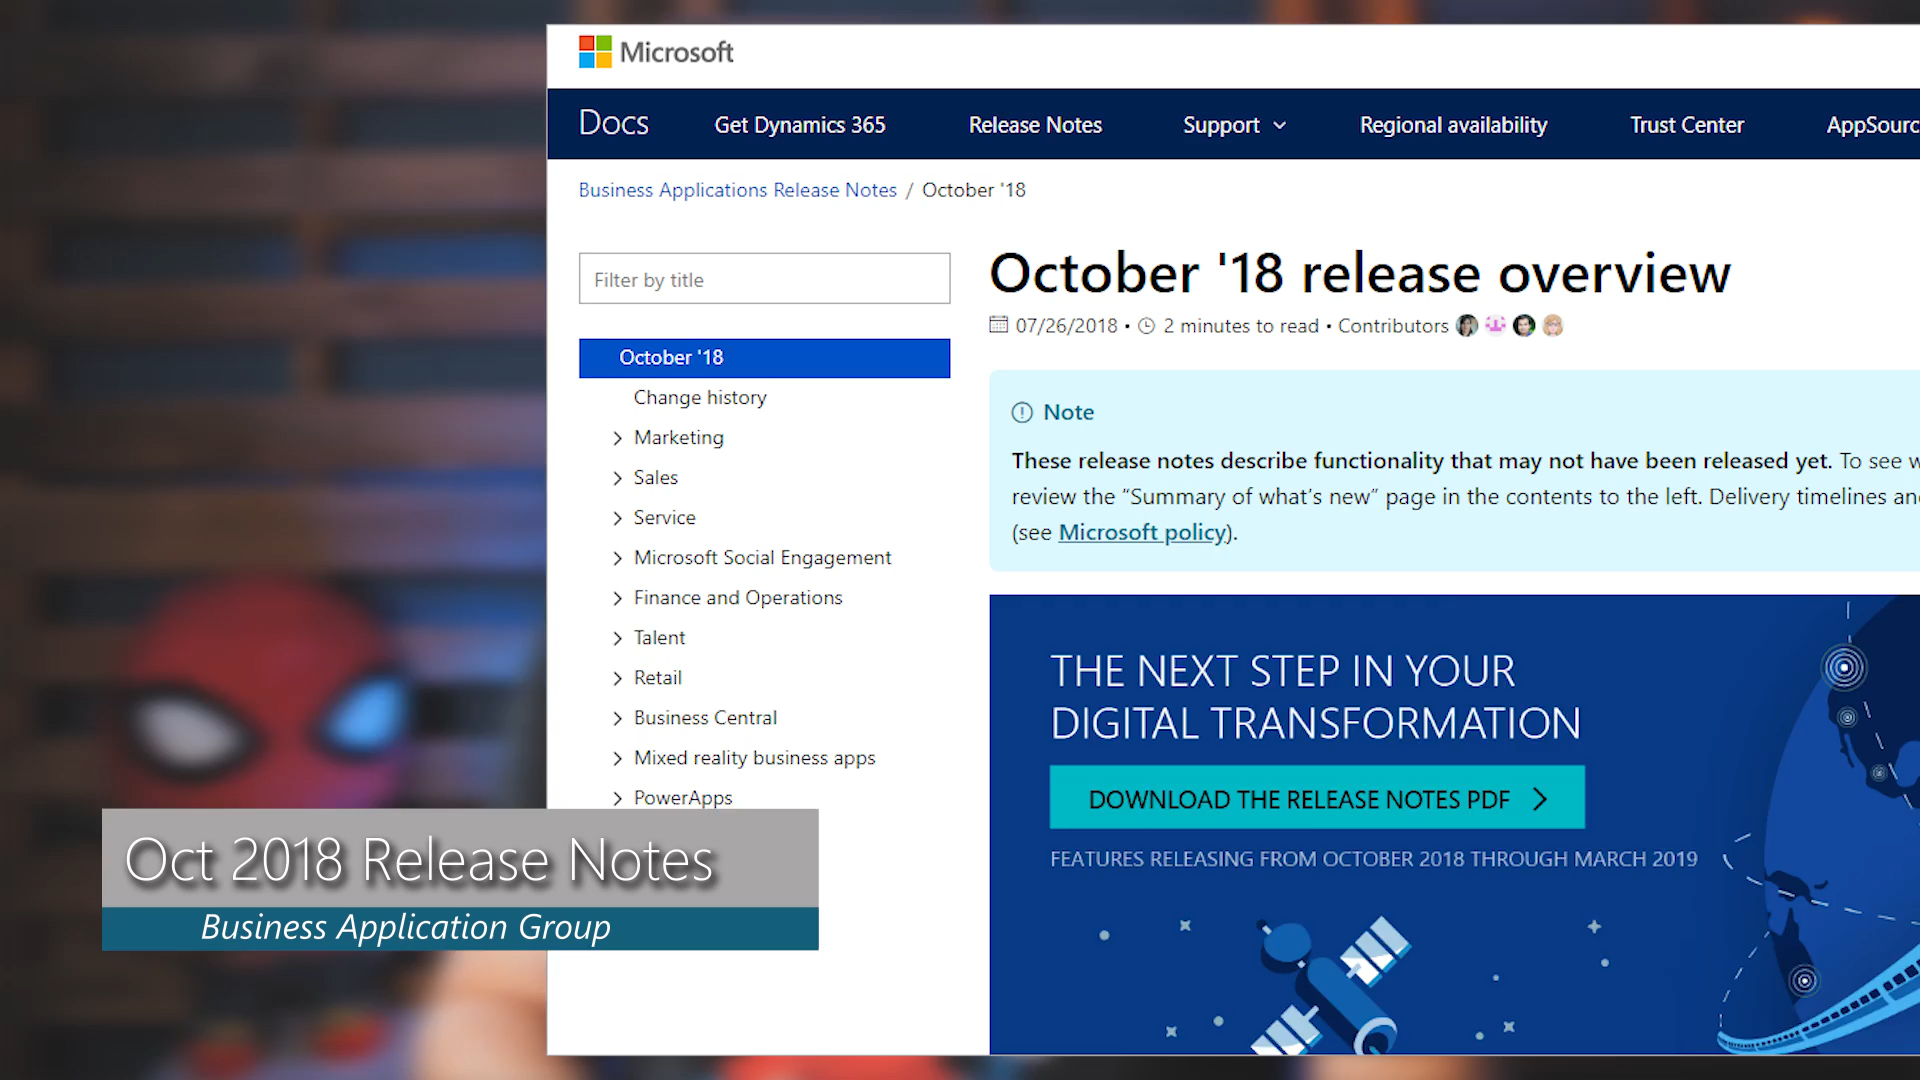 Microsoft
Docs
Get Dynamics 365
Release Notes
Support
Regional availability
Trust Center
Business Applications Release Notes / October '18
Filter by title
October '18
Change history
Marketing
Sales
Service
Microsoft Social Engagement
Finance and Operations
Talent
Retail
Business Central
Mixed reality business apps
PowerApps
October '18 release overview
07/26/2018 • 2 minutes to read • Contributors
Note
These release notes describe functionality that may not have been released yet. To see
review the “Summary of what’s new” page in the contents to the left. Delivery timelines
(see Microsoft policy).
THE NEXT STEP IN YOUR
DIGITAL TRANSFORMATION
DOWNLOAD THE RELEASE NOTES PDF
FEATURES RELEASING FROM OCTOBER 2018 THROUGH MARCH 2019
Oct 2018 Release Notes
Business Application Group